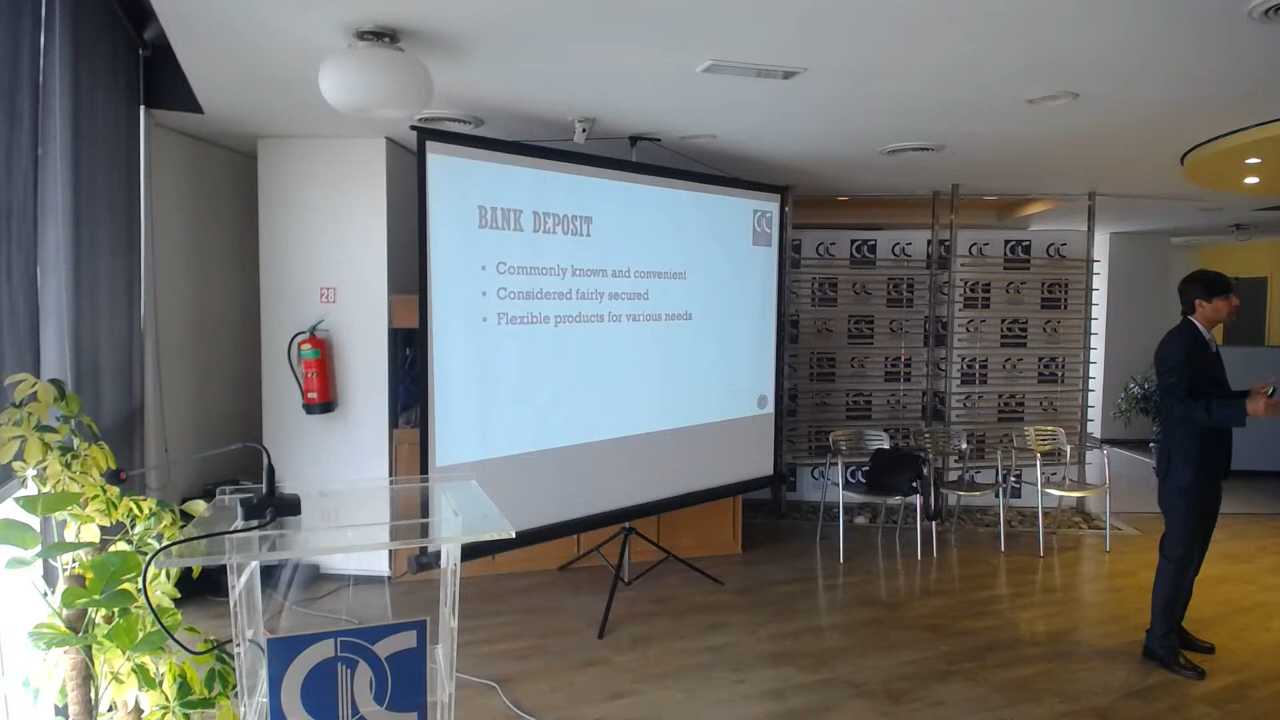 BANK DEPOSIT
▪ Commonly known and convenient
▪ Considered fairly secured
▪ Flexible products for various needs
28